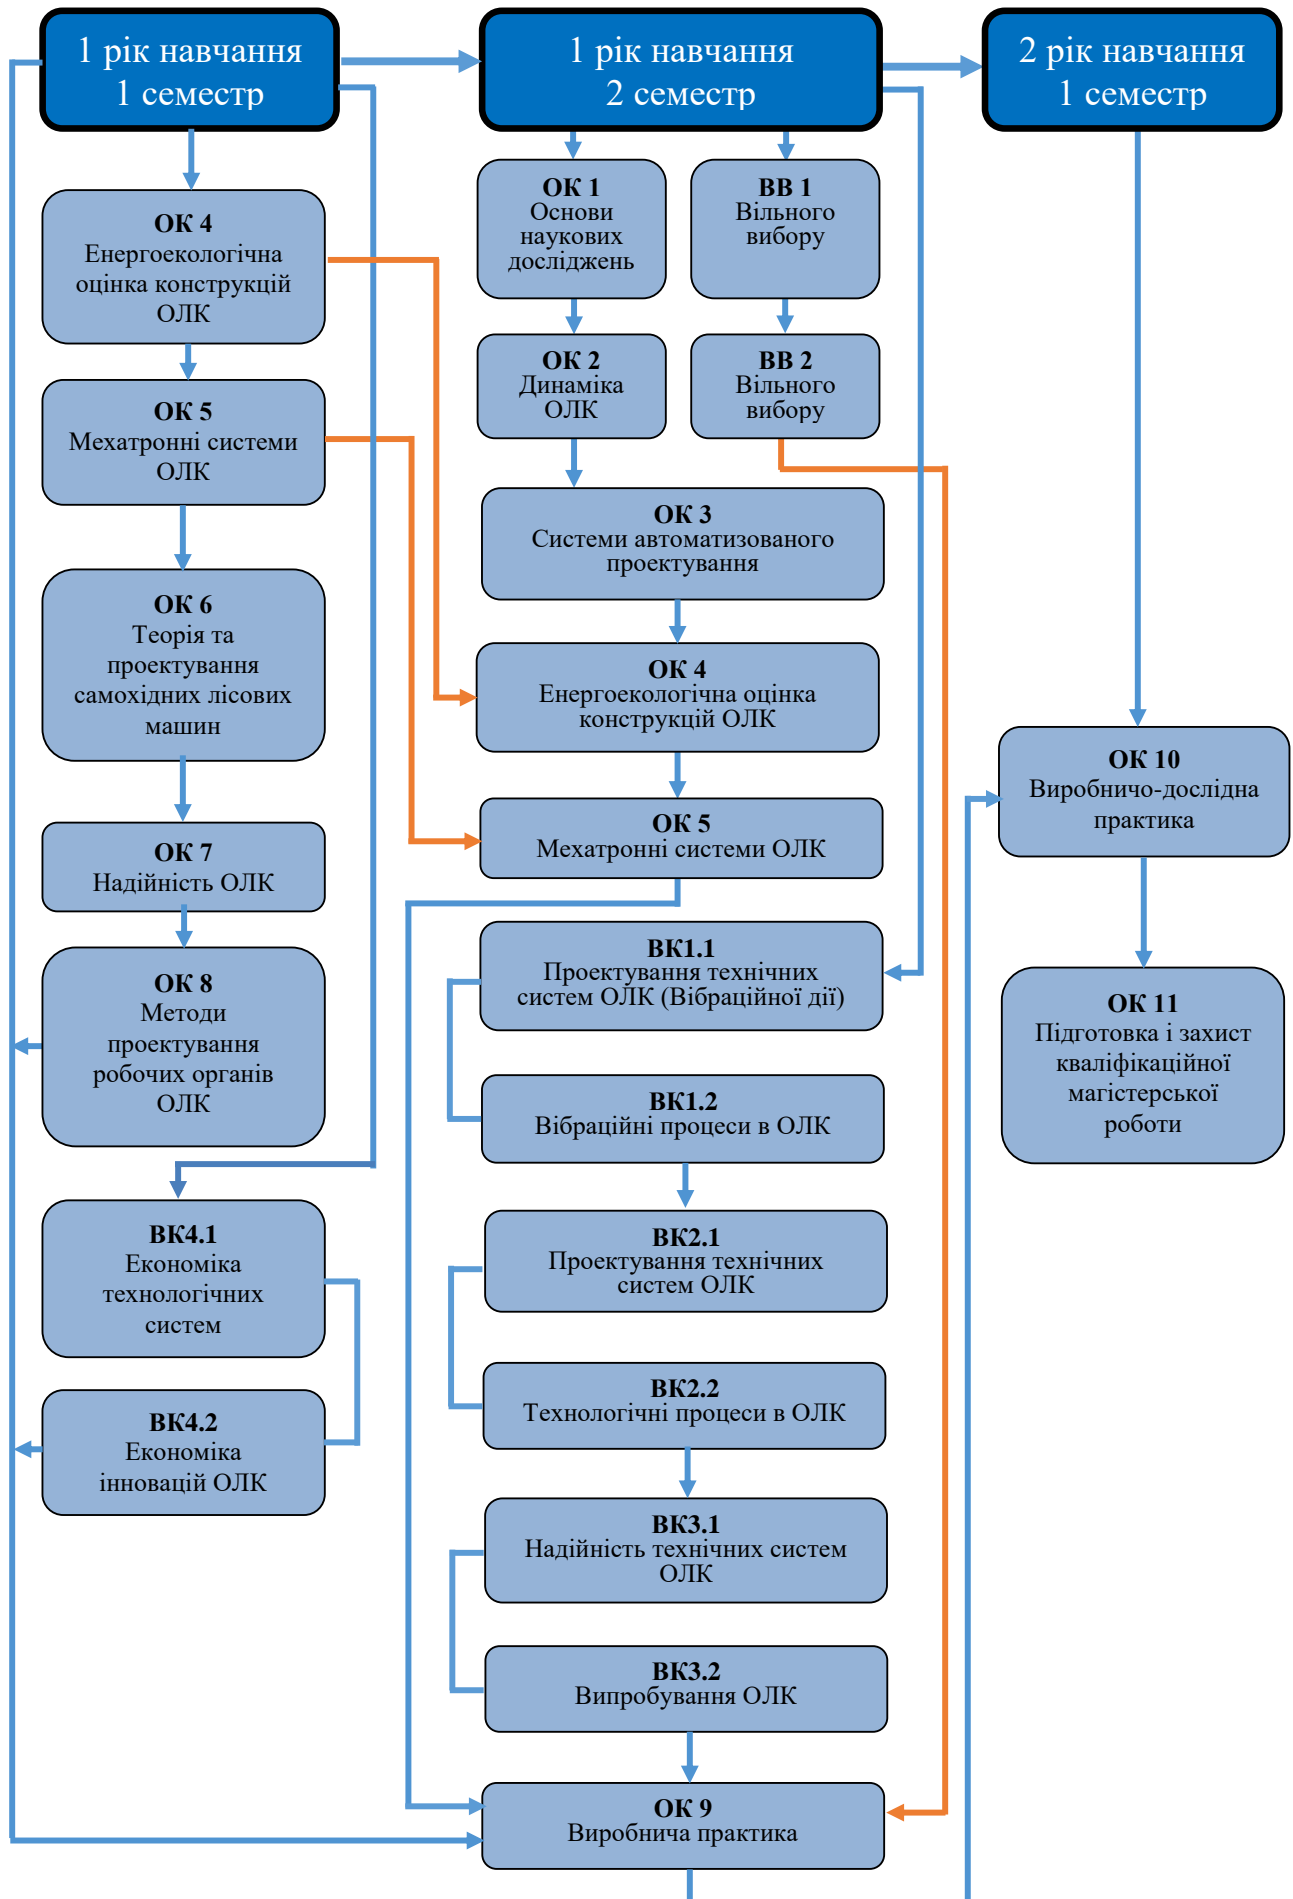 1 рік навчання
1 семестр
1 рік навчання
2 семестр
2 рік навчання
1 семестр
ОК 4
Енергоекологічна
оцінка конструкцій
ОЛК
ОК 5
Мехатронні системи
ОЛК
ОК 6
Теорія та
проектування
самохідних лісових
машин
ОК 7
Надійність ОЛК
ОК 8
Методи
проектування
робочих органів
ОЛК
ВК4.1
Економіка
технологічних
систем
ВК4.2
Економіка
інновацій ОЛК
ОК 1
Основи
наукових
досліджень
ВВ 1
Вільного
вибору
ОК 2
Динаміка
ОЛК
ВВ 2
Вільного
вибору
ОК 3
Системи автоматизованого
проектування
ОК 4
Енергоекологічна оцінка
конструкцій ОЛК
ОК 5
Мехатронні системи ОЛК
ВК1.1
Проектування технічних
систем ОЛК (Вібраційної дії)
ВК1.2
Вібраційні процеси в ОЛК
ВК2.1
Проектування технічних
систем ОЛК
ВК2.2
Технологічні процеси в ОЛК
ВК3.1
Надійність технічних систем
ОЛК
ВК3.2
Випробування ОЛК
ОК 9
Виробнича практика
ОК 10
Виробничо-дослідна
практика
ОК 11
Підготовка і захист
кваліфікаційної
магістерської
роботи